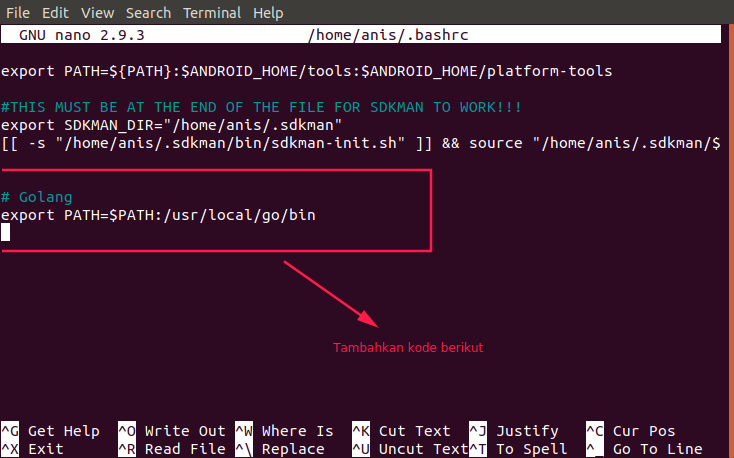 File Edit View Search Terminal Help
GNU nano 2.9.3 /home/anis/.bashrc
export PATH=${PATH}:$ANDROID_HOME/tools:$ANDROID_HOME/platform-tools
#THIS MUST BE AT THE END OF THE FILE FOR SDKMAN TO WORK!!!
export SDKMAN_DIR="/home/anis/.sdkman"
[[ -s "/home/anis/.sdkman/bin/sdkman-init.sh" ]] && source "/home/anis/.sdkman/$
# Golang
export PATH=$PATH:/usr/local/go/bin
Tambahkan kode berikut
^G Get Help ^O Write Out ^W Where Is ^K Cut Text ^J Justify ^C Cur Pos
^X Exit ^R Read File ^\ Replace ^U Uncut Text ^T To Spell ^_ Go To Line